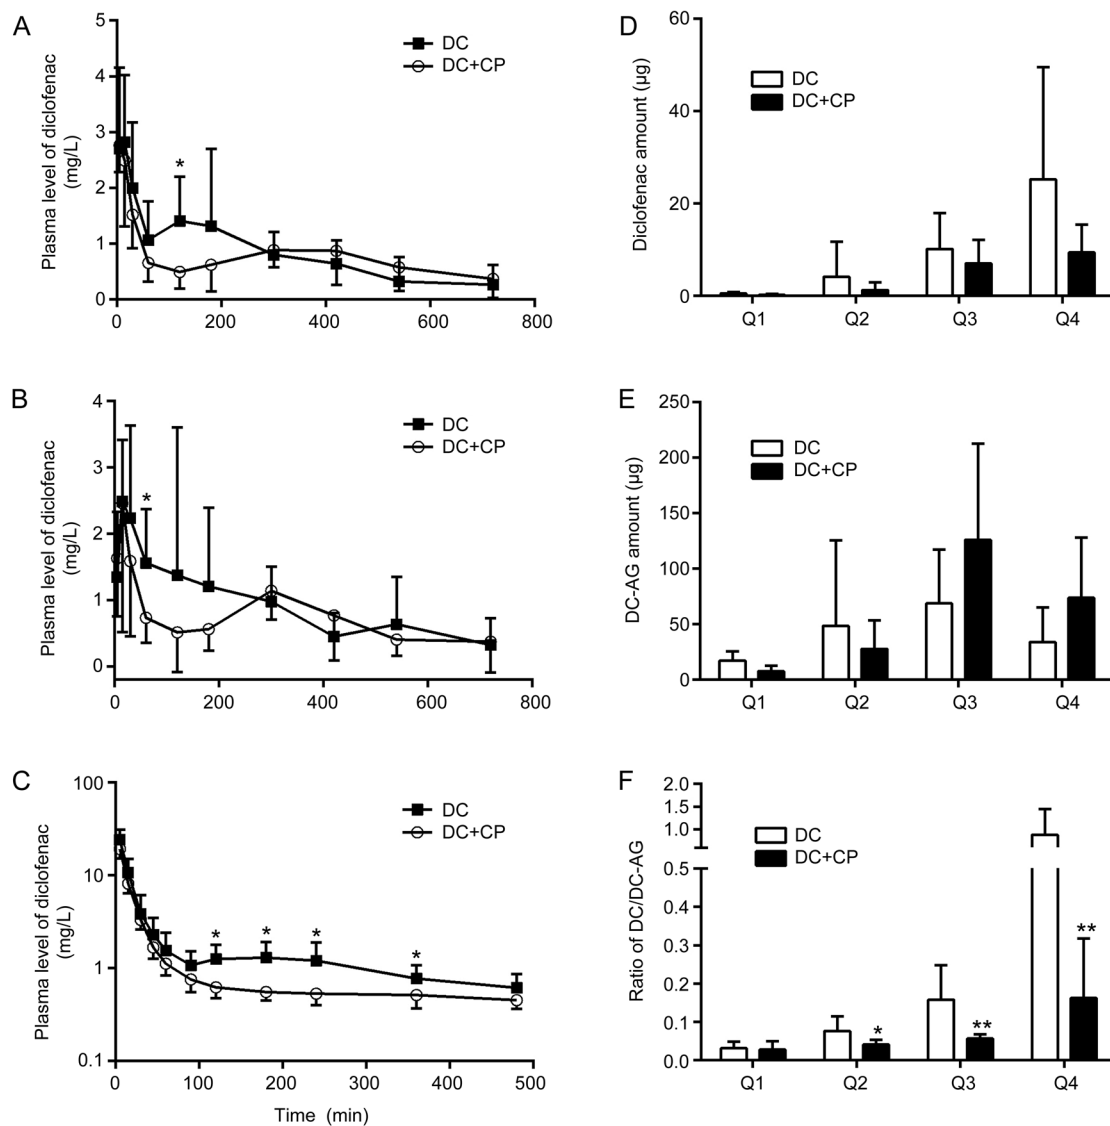 A
Plasma level of diclofenac
(mg/L)
5
4
3
2
1
0
*
DC
DC+CP
0
200
400
600
800
B
Plasma level of diclofenac
(mg/L)
4
3
2
1
0
*
DC
DC+CP
0
200
400
600
800
C
Plasma level of diclofenac
(mg/L)
100
10
1
0.1
* * * *
DC
DC+CP
0
100
200
300
400
500
Time (min)
D
Diclofenac amount (μg)
60
40
20
0
DC
DC+CP
Q1
Q2
Q3
Q4
E
DC-AG amount (μg)
250
200
150
100
50
0
DC
DC+CP
Q1
Q2
Q3
Q4
F
Ratio of DC/DC-AG
2.0
1.5
1.0
0.5
0.4
0.3
0.2
0.1
0.0
DC
DC+CP
*
**
**
Q1
Q2
Q3
Q4